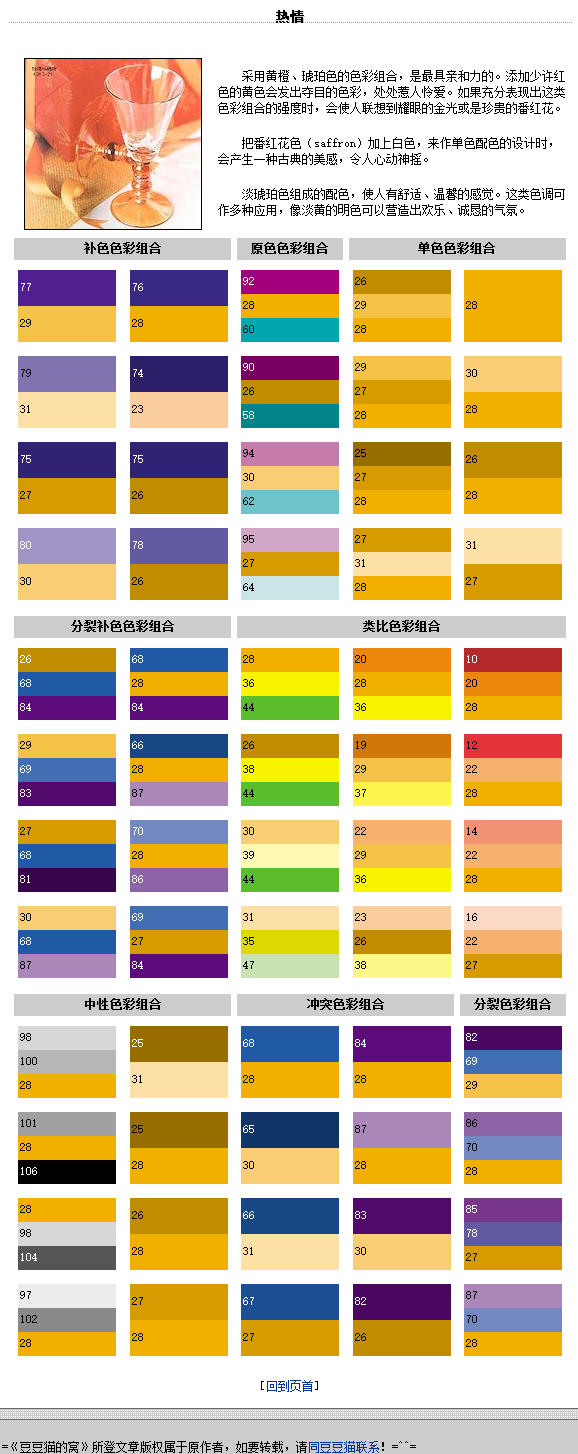 热情
采用黄橙、琥珀色的色彩组合，是最具亲和力的。添加少许红
色的黄色会发出夺目的色彩，处处惹人怜爱。如果充分表现出这类
色彩组合的强度时，会使人联想到耀眼的金光或是珍贵的番红花。
把番红花色（saffron）加上白色，来作单色配色的设计时，
会产生一种古典的美感，令人心动神摇。
淡琥珀色组成的配色，使人有舒适、温馨的感觉。这类色调可
作多种应用，像淡黄的明色可以营造出欢乐、诚恳的气氛。
补色色彩组合 原色色彩组合 单色色彩组合
77 76 92 26 28
28 29
29 28 60 28
79 74 90 29 30
26 27
31 23 58 28 28
75 75 94 25 26
30 27
27 26 62 28 28
80 78 95 27 31
27 31
30 26 64 28 27
分裂补色色彩组合 类比色彩组合
26 68 28 20 10
68 28 36 28 20
84 84 44 36 28
29 66 26 19 12
69 28 38 29 22
83 87 44 37 28
27 70 30 22 14
68 28 39 29 22
81 86 44 36 28
30 69 31 23 16
68 27 35 26 22
87 84 47 38 27
中性色彩组合 冲突色彩组合 分裂色彩组合
98 25 68 84 82
100 69
28 31 28 28 29
101 25 65 87 86
28 70
106 28 30 28 28
28 26 66 83 85
98 78
104 28 31 30 27
97 27 67 82 87
102 70
28 28 27 26 28
[回到页首]
=《豆豆猫的窝》所登文章版权属于原作者，如要转载，请同豆豆猫联系！=^^=